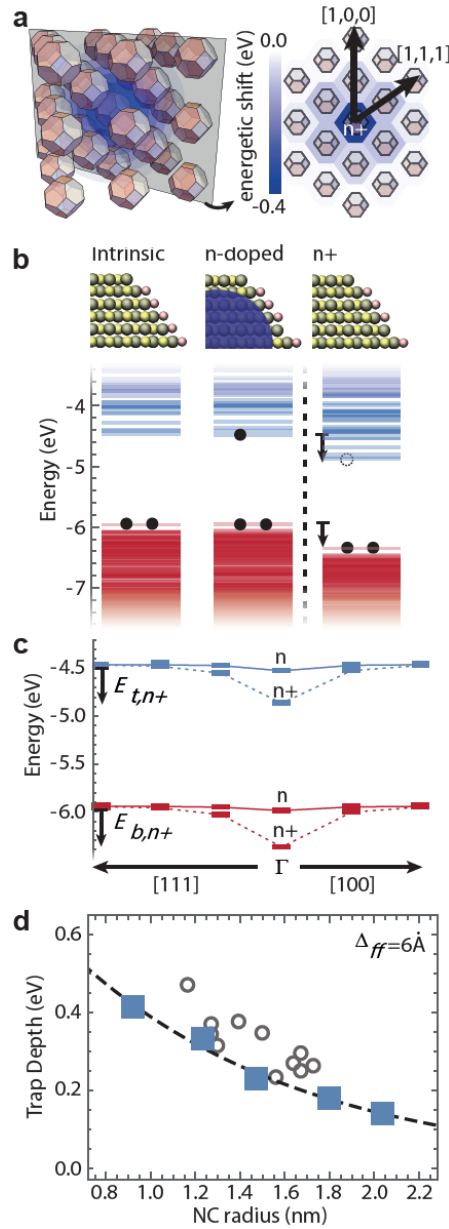 a
[1,0,0]
[1,1,1]
energetic shift (eV)
0.0
-0.4
n+
b
Intrinsic n-doped n+
Energy (eV)
-4
-5
-6
-7
c
Energy (eV)
-4.5
-5.0
-5.5
-6.0
n
n+
E t,n+
n
n+
E b,n+
[111] Γ [100]
d
Δff=6Å
Trap Depth (eV)
0.6
0.4
0.2
0.0
0.8 1.0 1.2 1.4 1.6 1.8 2.0 2.2
NC radius (nm)